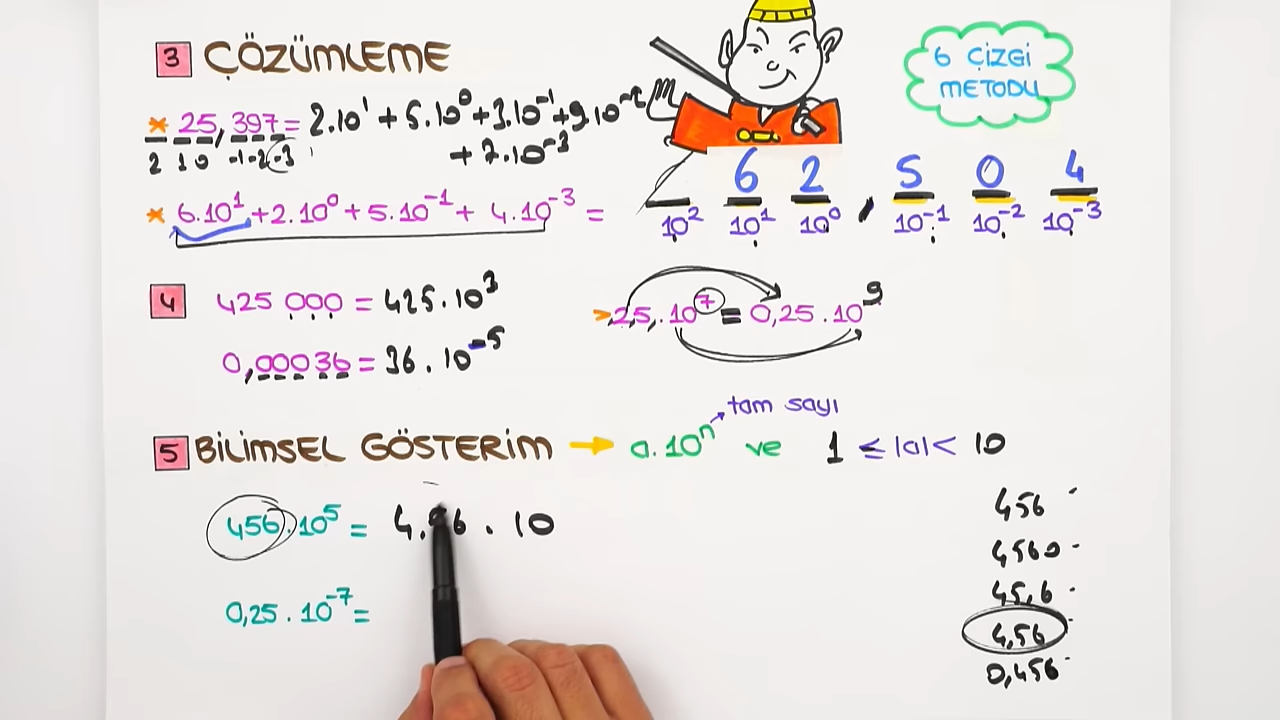 3 ÇÖZÜMLEME
6 ÇİZGİ
METODU
* 25,397 = 2.10¹ + 5.10⁰ + 3.10⁻¹ + 9.10⁻²
+ 7.10⁻³
2 1 0 -1 -2 -3
* 6.10¹ + 2.10⁰ + 5.10⁻¹ + 4.10⁻³ =
6 2 , 5 0 4
10² 10¹ 10⁰ 10⁻¹ 10⁻² 10⁻³
4 425 000 = 425.10³
25.10⁷ = 0,25.10⁹
0,00036 = 36.10⁻⁵
tam sayı
5 BİLİMSEL GÖSTERİM → a.10ⁿ ve 1 ≤ |a| < 10
456.10⁵ = 4,56.10
0,25.10⁻⁷ =
456
4560
45,6
4,56
0,456